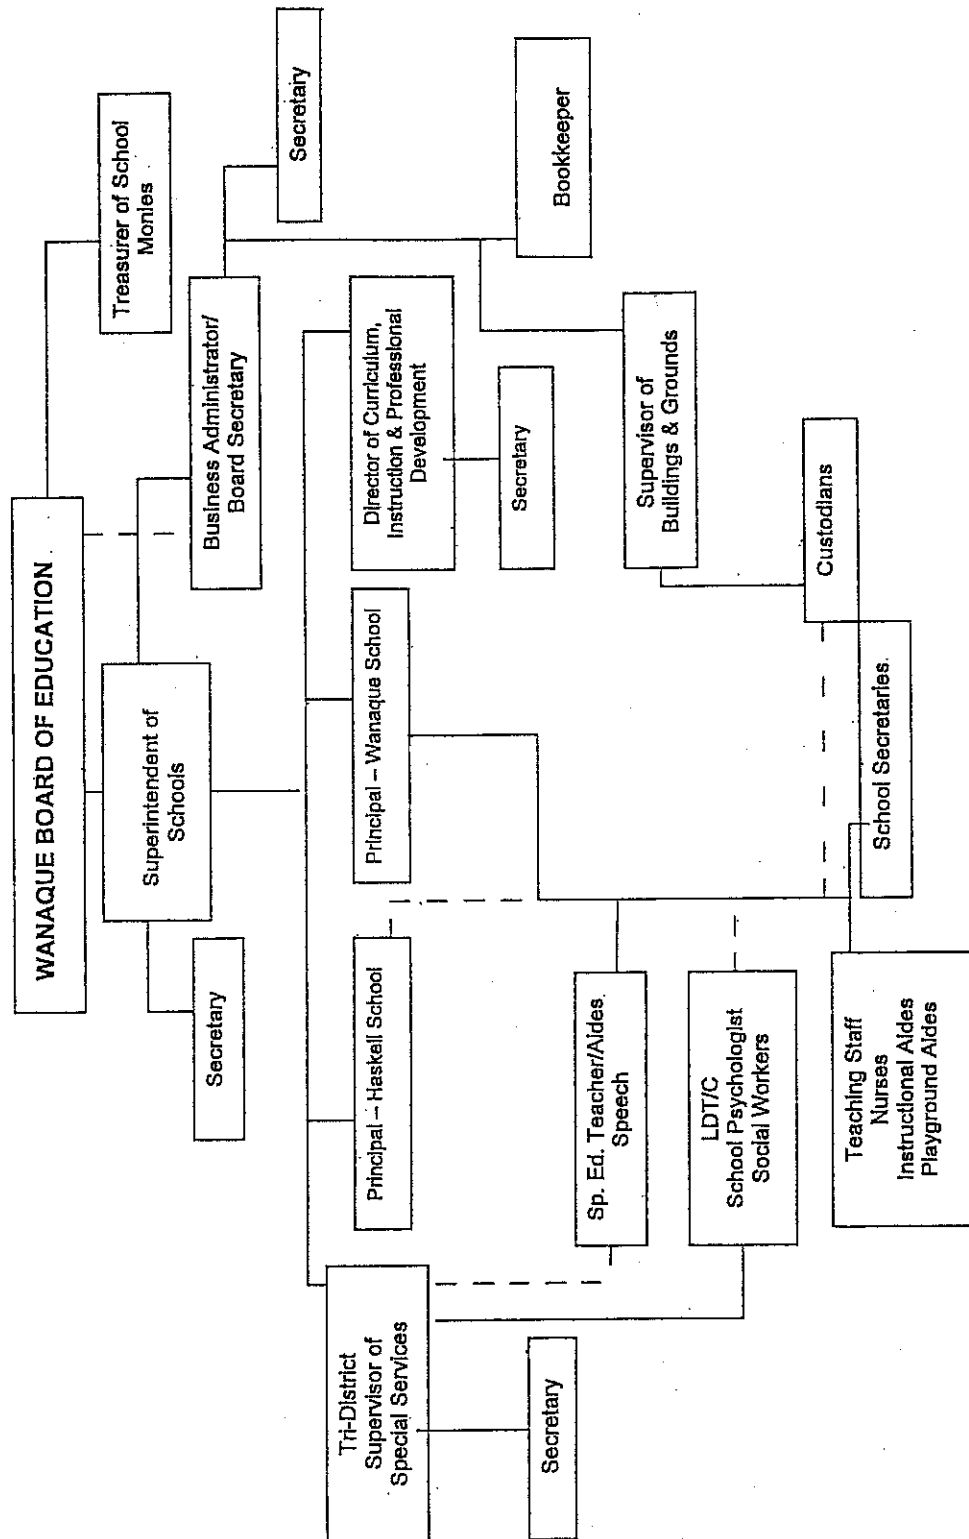 WANAQUE BOARD OF EDUCATION
Treasurer of School
Monies
Superintendent of
Schools
Secretary
Business Administrator/
Board Secretary
Secretary
Tri-District
Supervisor of
Special Services
Principal – Haskell School
Principal – Wanaque School
Director of Curriculum,
Instruction & Professional
Development
Bookkeeper
Secretary
Secretary
Sp. Ed. Teacher/Aides
Speech
Supervisor of
Buildings & Grounds
LDT/C
School Psychologist
Social Workers
Custodians
Teaching Staff
Nurses
Instructional Aides
Playground Aides
School Secretaries